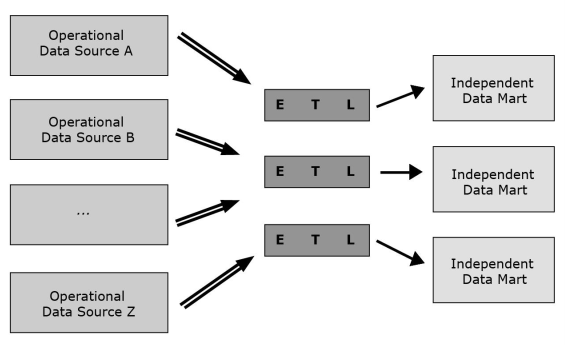 Operational
Data Source A
Operational
Data Source B
...
Operational
Data Source Z
E T L
E T L
E T L
Independent
Data Mart
Independent
Data Mart
Independent
Data Mart